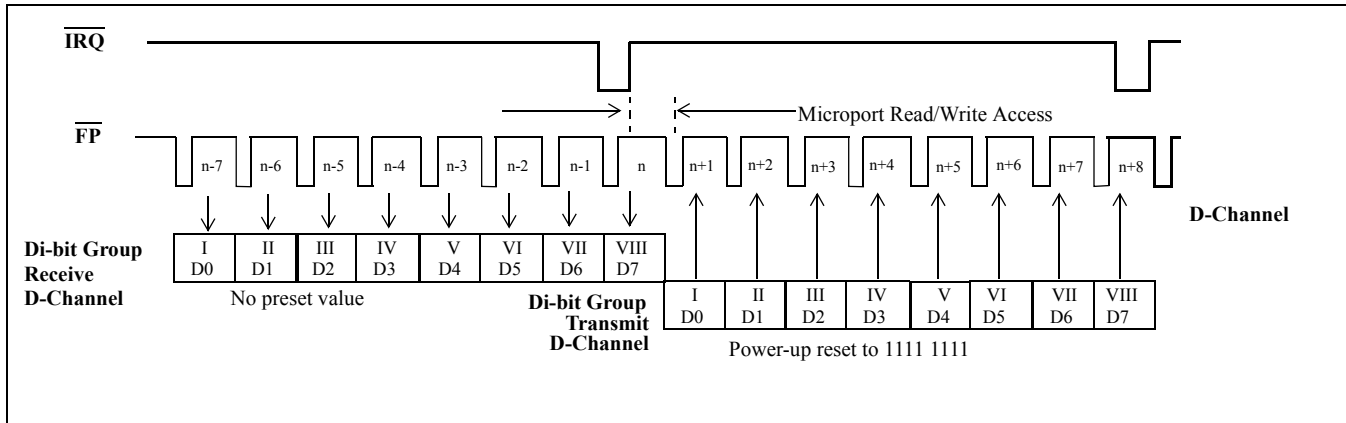 IRQ
Microport Read/Write Access
FP
n-7 n-6 n-5 n-4 n-3 n-2 n-1 n n+1 n+2 n+3 n+4 n+5 n+6 n+7 n+8
D-Channel
Di-bit Group
Receive
D-Channel
I II III IV V VI VII VIII
D0 D1 D2 D3 D4 D5 D6 D7
No preset value
Di-bit Group
Transmit
D-Channel
I II III IV V VI VII VIII
D0 D1 D2 D3 D4 D5 D6 D7
Power-up reset to 1111 1111